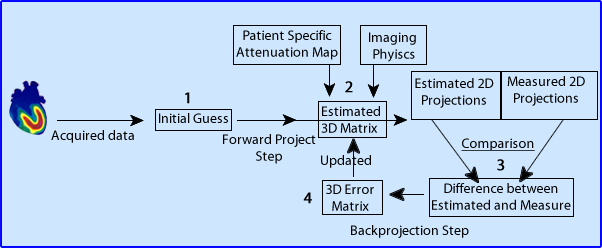 Patient Specific
Attenuation Map
Imaging
Phyiscs
1
2
Acquired data
Initial Guess
Forward Project
Step
Estimated
3D Matrix
Estimated 2D
Projections
Measured 2D
Projections
Comparison
3
Updated
4
3D Error
Matrix
Difference between
Estimated and Measure
Backprojection Step